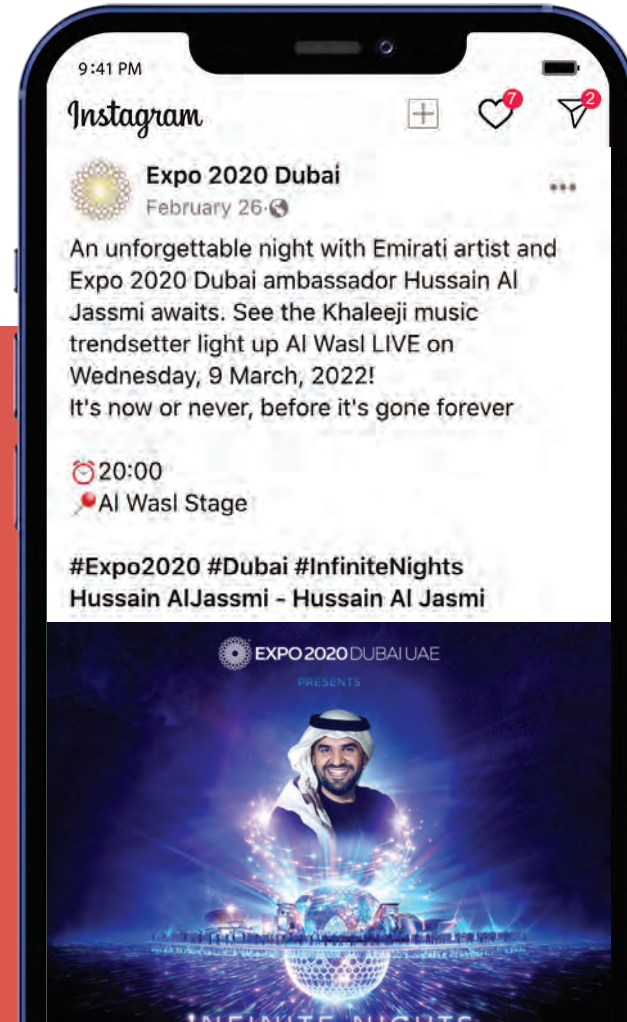 9:41 PM
Instagram
7
2
Expo 2020 Dubai
February 26
An unforgettable night with Emirati artist and
Expo 2020 Dubai ambassador Hussain Al
Jassmi awaits. See the Khaleeji music
trendsetter light up Al Wasl LIVE on
Wednesday, 9 March, 2022!
It's now or never, before it's gone forever
20:00
Al Wasl Stage
#Expo2020 #Dubai #InfiniteNights
Hussain AlJassmi - Hussain Al Jasmi
EXPO 2020 DUBAI UAE
PRESENTS
INFINITE NIGHTS